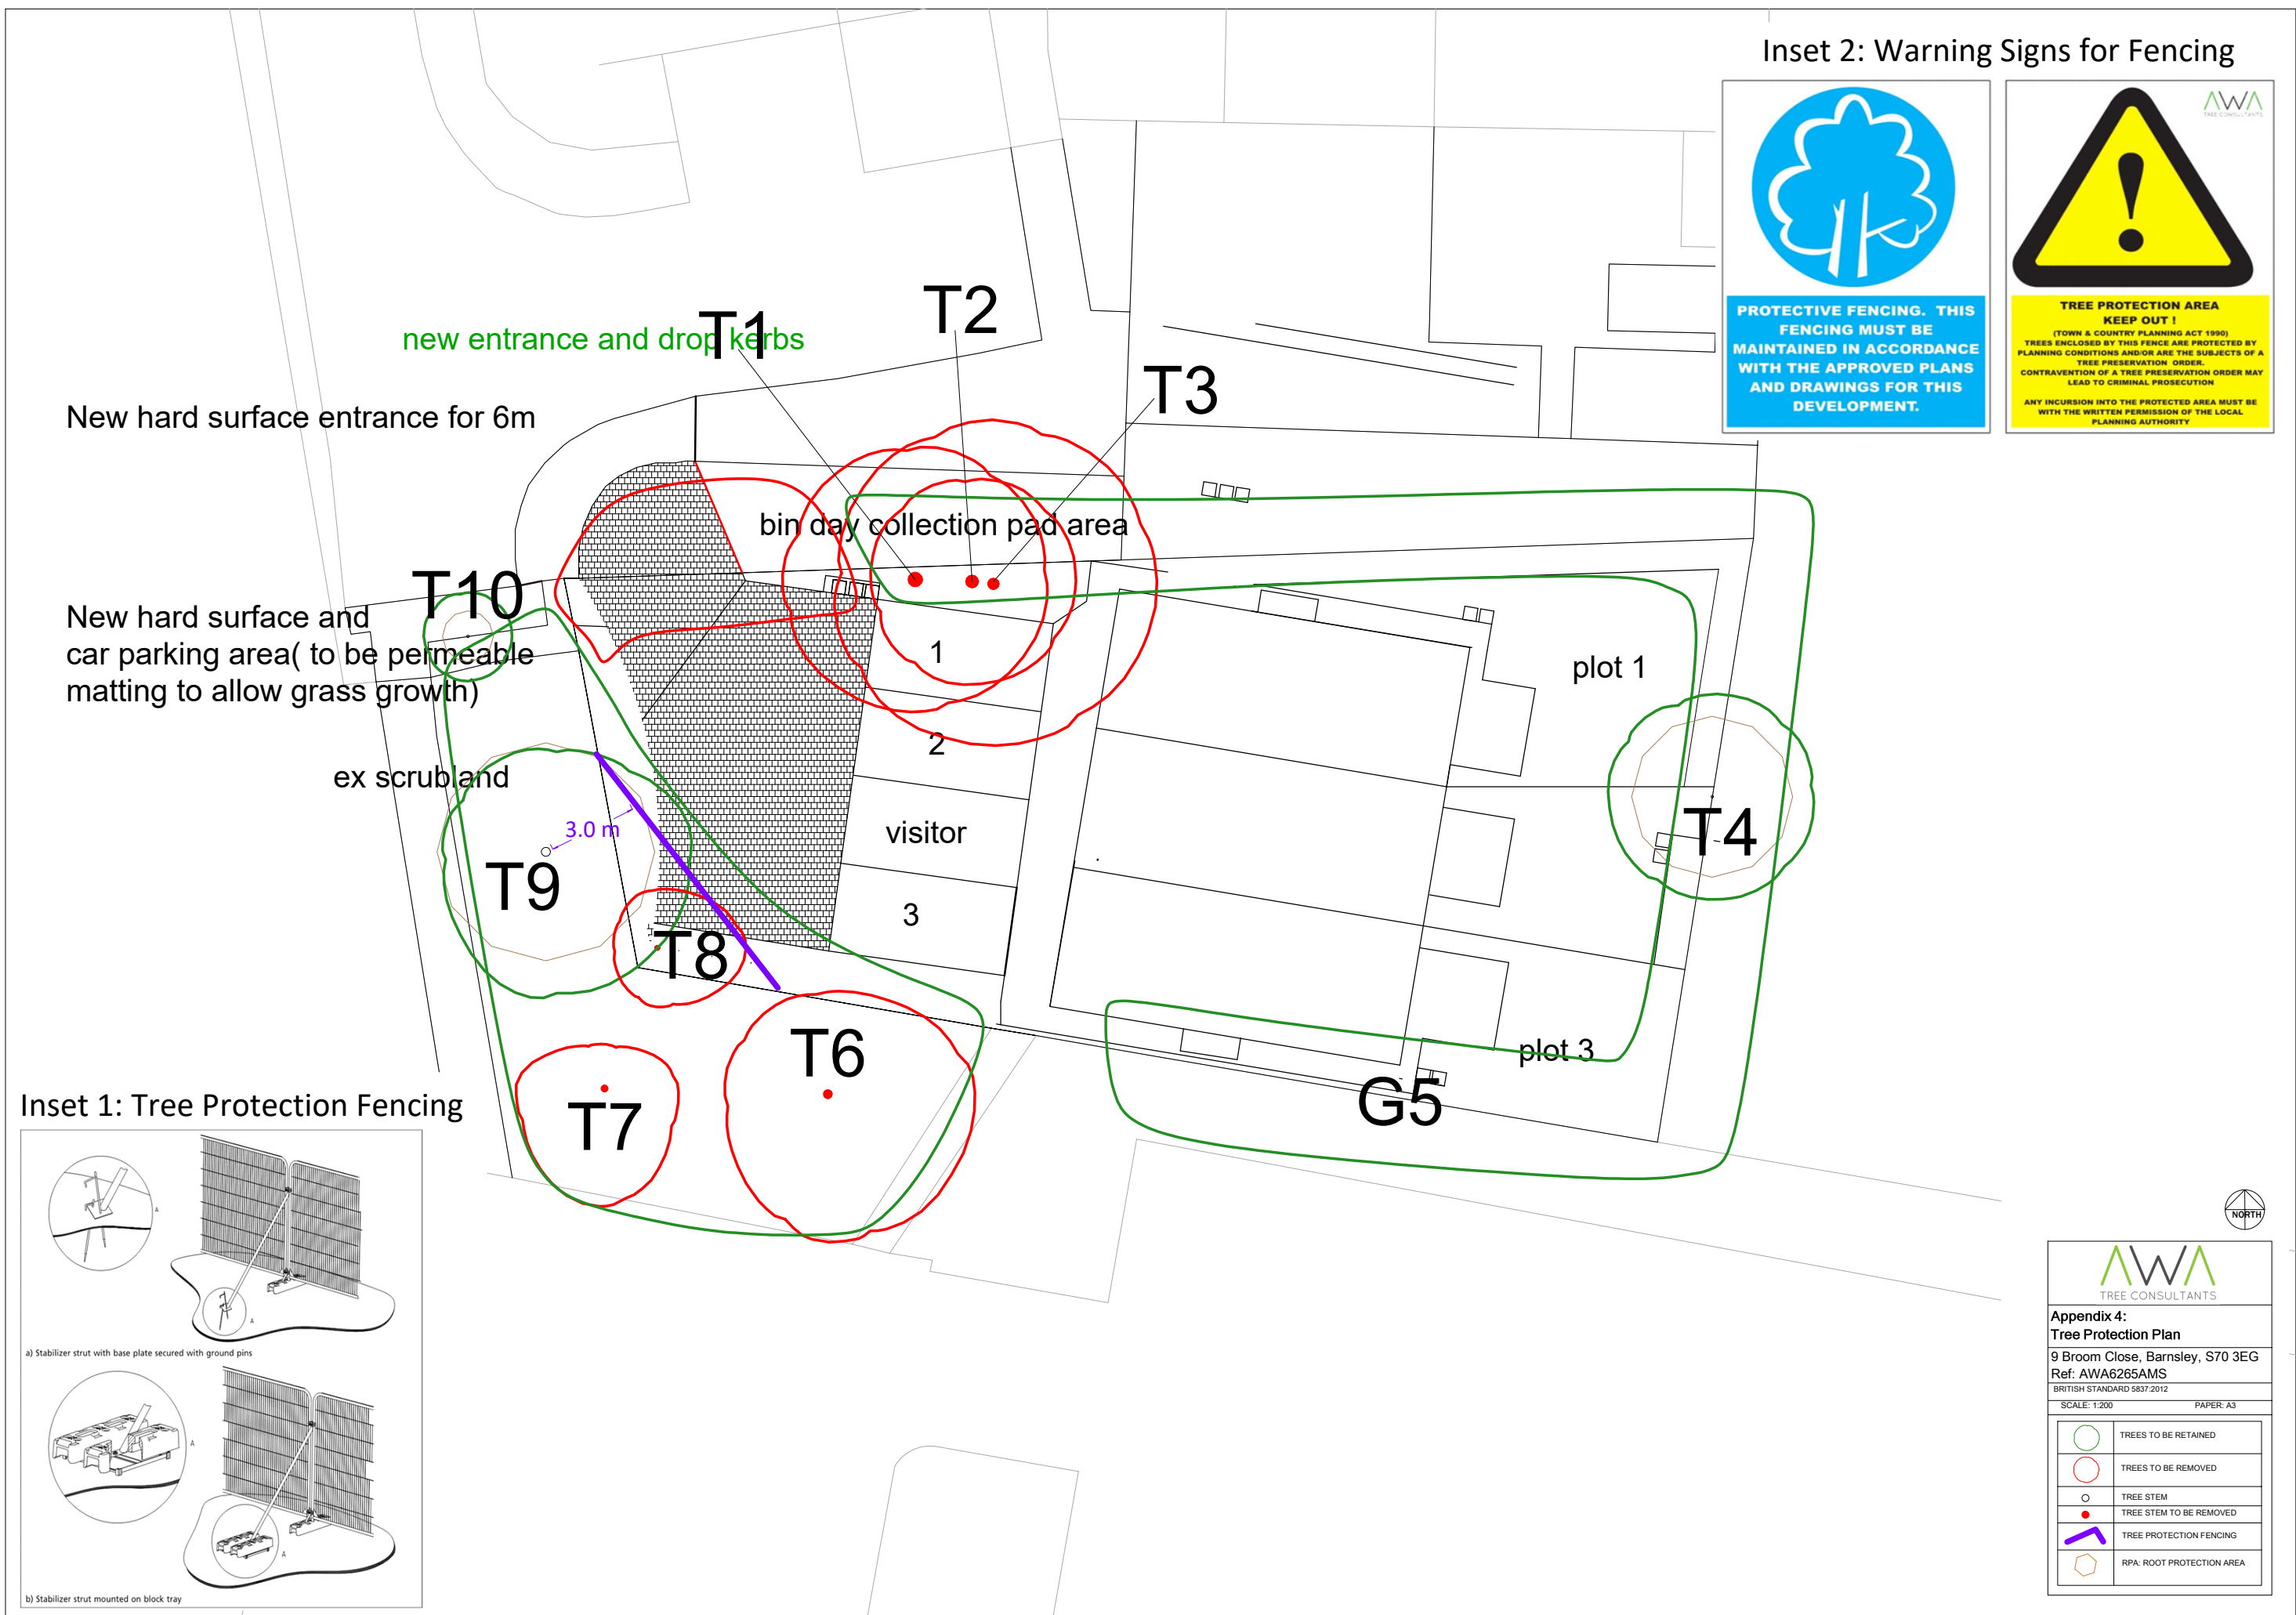 Inset 2: Warning Signs for Fencing
AWA
TREE CONSULTANTS
PROTECTIVE FENCING. THIS
FENCING MUST BE
MAINTAINED IN ACCORDANCE
WITH THE APPROVED PLANS
AND DRAWINGS FOR THIS
DEVELOPMENT.
!
TREE PROTECTION AREA
KEEP OUT !
(TOWN & COUNTRY PLANNING ACT 1990)
TREES ENCLOSED BY THIS FENCE ARE PROTECTED BY
PLANNING CONDITIONS AND/OR ARE THE SUBJECTS OF A
TREE PRESERVATION ORDER.
CONTRAVENTION OF A TREE PRESERVATION ORDER MAY
LEAD TO CRIMINAL PROSECUTION
ANY INCURSION INTO THE PROTECTED AREA MUST BE
WITH THE WRITTEN PERMISSION OF THE LOCAL
PLANNING AUTHORITY
T1
T2
new entrance and drop kerbs
T3
New hard surface entrance for 6m
bin day collection pad area
T10
New hard surface and
car parking area( to be permeable
matting to allow grass growth)
1
plot 1
2
ex scrubland
3.0 m
visitor
T4
T9
3
T8
T6
plot 3
G5
T7
Inset 1: Tree Protection Fencing
A
A
a) Stabilizer strut with base plate secured with ground pins
A
A
b) Stabilizer strut mounted on block tray
NORTH
AWA
TREE CONSULTANTS
Appendix 4:
Tree Protection Plan
9 Broom Close, Barnsley, S70 3EG
Ref: AWA6265AMS
BRITISH STANDARD 5837:2012
SCALE: 1:200 PAPER: A3
TREES TO BE RETAINED
TREES TO BE REMOVED
TREE STEM
TREE STEM TO BE REMOVED
TREE PROTECTION FENCING
RPA: ROOT PROTECTION AREA